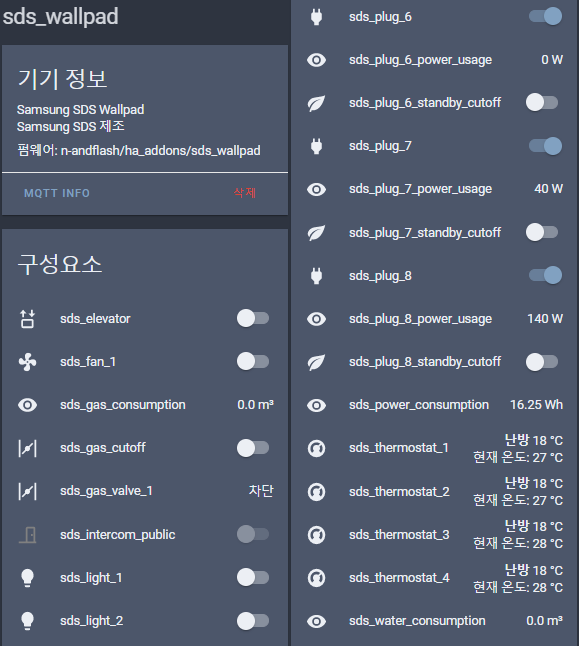 sds_wallpad
기기 정보
Samsung SDS Wallpad
Samsung SDS 제조
펌웨어: n-andflash/ha_addons/sds_wallpad
MQTT INFO 삭제
구성요소
sds_elevator
sds_fan_1
sds_gas_consumption 0.0 m³
sds_gas_cutoff
sds_gas_valve_1 차단
sds_intercom_public
sds_light_1
sds_light_2
sds_plug_6
sds_plug_6_power_usage 0 W
sds_plug_6_standby_cutoff
sds_plug_7
sds_plug_7_power_usage 40 W
sds_plug_7_standby_cutoff
sds_plug_8
sds_plug_8_power_usage 140 W
sds_plug_8_standby_cutoff
sds_power_consumption 16.25 Wh
sds_thermostat_1 난방 18 °C
현재 온도: 27 °C
sds_thermostat_2 난방 18 °C
현재 온도: 27 °C
sds_thermostat_3 난방 18 °C
현재 온도: 28 °C
sds_thermostat_4 난방 18 °C
현재 온도: 28 °C
sds_water_consumption 0.0 m³